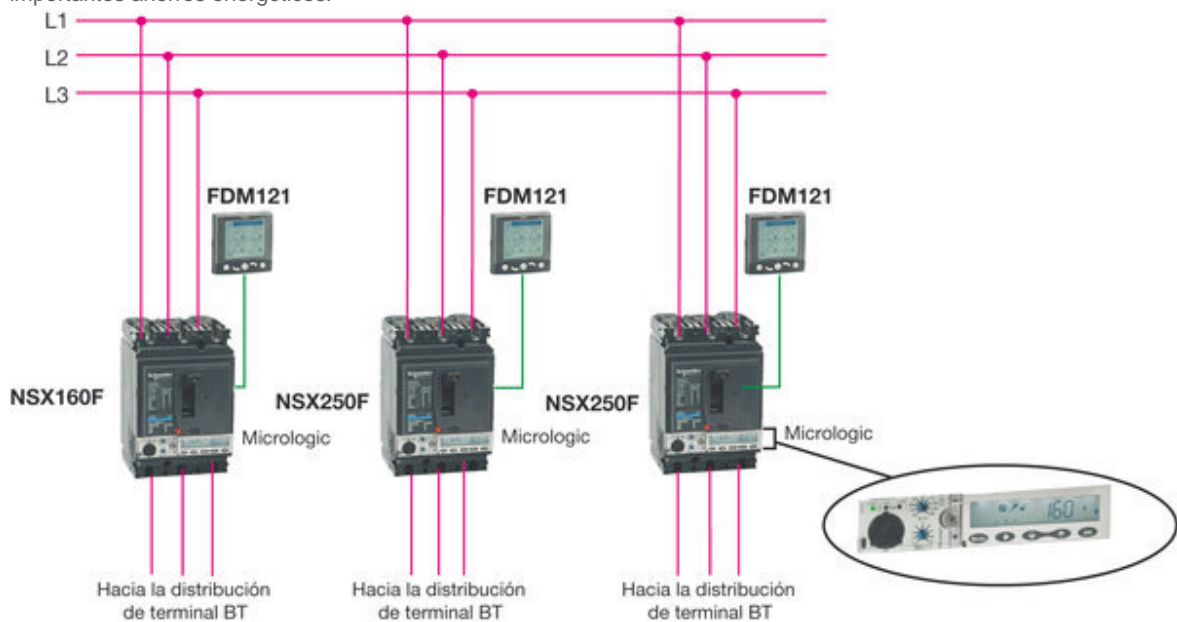 importantes ahorros energéticos.
L1
L2
L3
FDM121
FDM121
FDM121
NSX160F
NSX250F
NSX250F
Micrologic
Micrologic
Micrologic
160
Hacia la distribución
de terminal BT
Hacia la distribución
de terminal BT
Hacia la distribución
de terminal BT